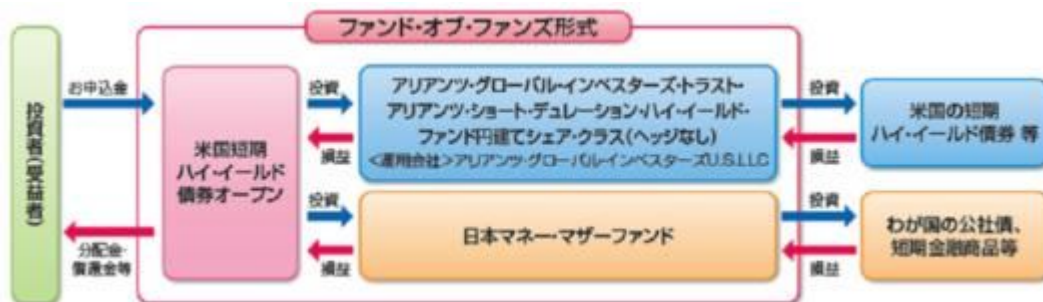 ファンド・オブ・ファンズ形式
投資者(受益者)
お申込金
分配金・
償還金等
米国短期
ハイ・イールド
債券オープン
投資
損益
アリアンツ・グローバル・インベスターズ・トラスト・
アリアンツ・ショート・デュレーション・ハイ・イールド・
ファンド円建てシェア・クラス(ヘッジなし)
<運用会社>アリアンツ・グローバルインベスターズU.S.LLC
投資
損益
米国の短期
ハイ・イールド債券 等
投資
損益
日本マネー・マザーファンド
投資
損益
わが国の公社債、
短期金融商品等